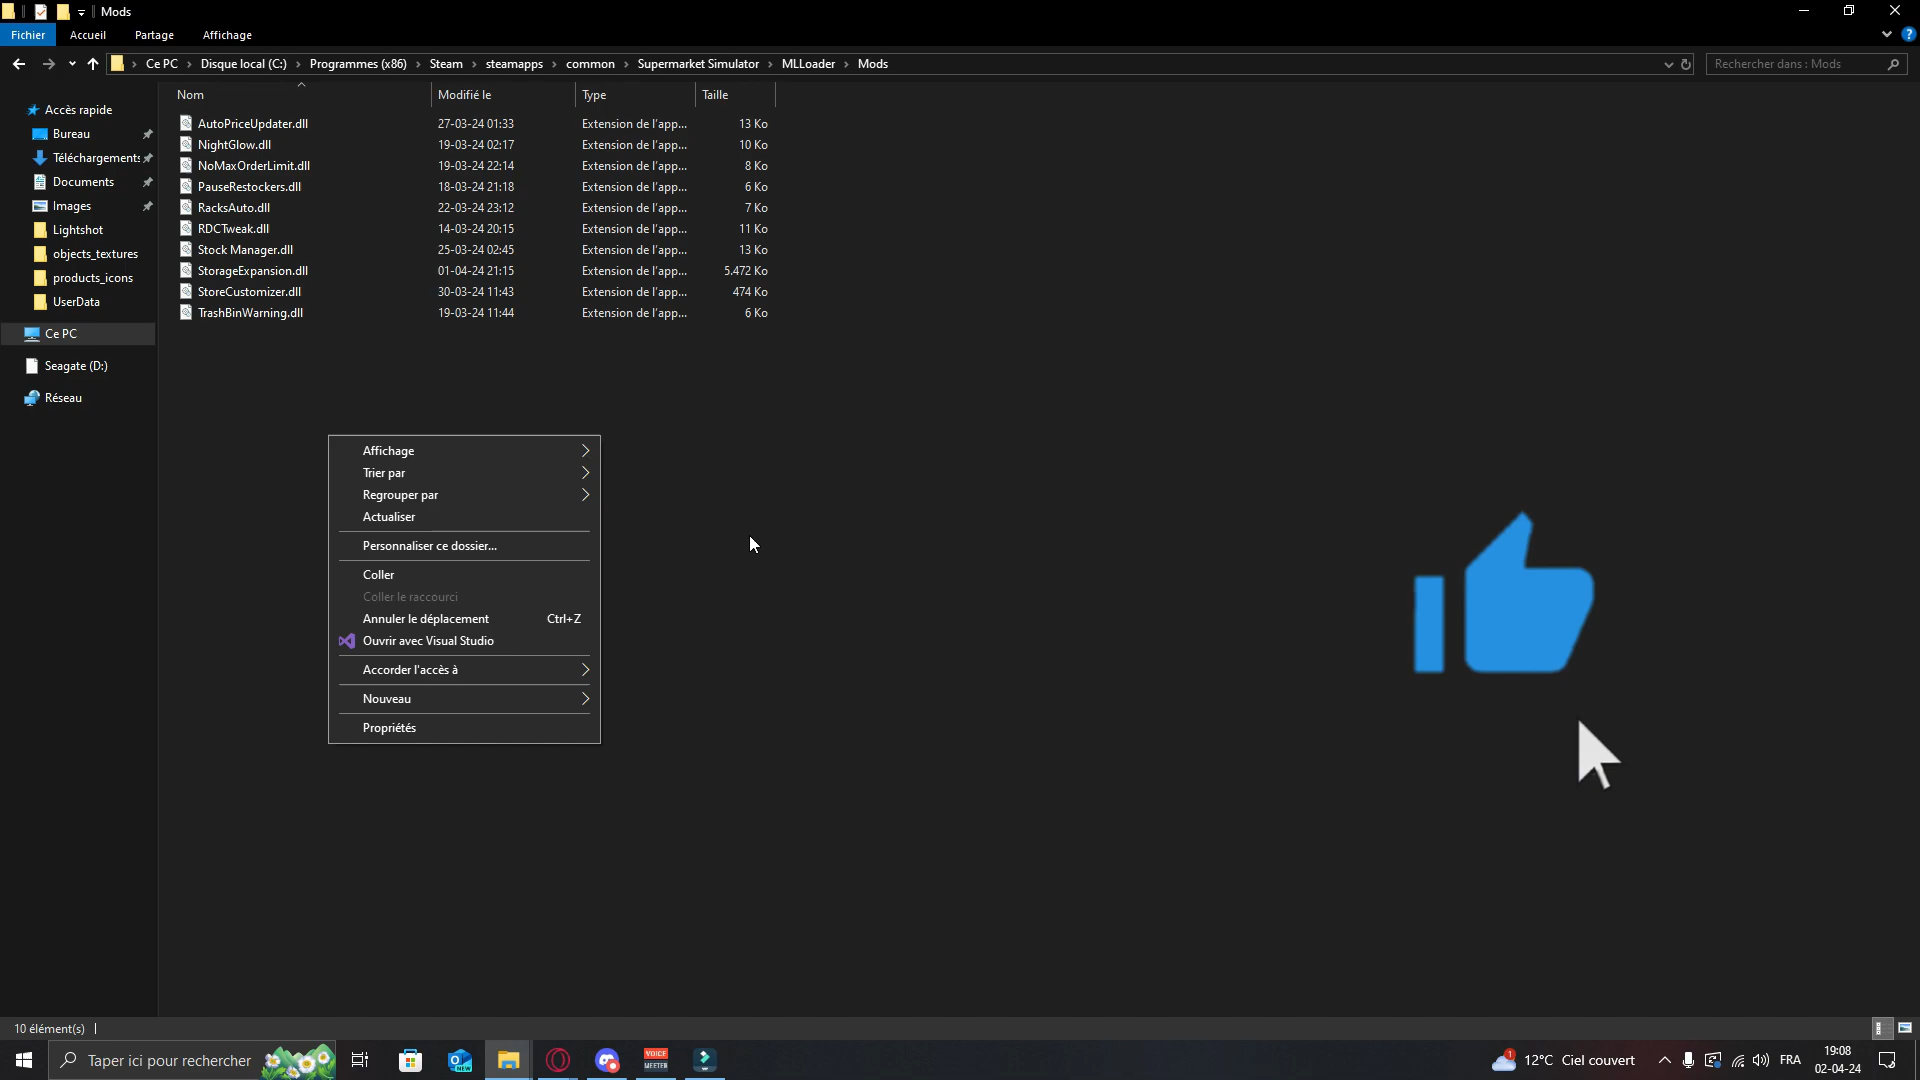 Mods
Fichier Accueil Partage Affichage
Ce PC Disque local (C:) Programmes (x86) Steam steamapps common Supermarket Simulator MLLoader Mods
Rechercher dans : Mods
Nom Modifié le Type Taille
AutoPriceUpdater.dll 27-03-24 01:33 Extension de l'app... 13 Ko
NightGlow.dll 19-03-24 02:17 Extension de l'app... 10 Ko
NoMaxOrderLimit.dll 19-03-24 22:14 Extension de l'app... 8 Ko
PauseRestockers.dll 18-03-24 21:18 Extension de l'app... 6 Ko
RacksAuto.dll 22-03-24 23:12 Extension de l'app... 7 Ko
RDCTweak.dll 14-03-24 20:15 Extension de l'app... 11 Ko
Stock Manager.dll 25-03-24 02:45 Extension de l'app... 13 Ko
StorageExpansion.dll 01-04-24 21:15 Extension de l'app... 5.472 Ko
StoreCustomizer.dll 30-03-24 11:43 Extension de l'app... 474 Ko
TrashBinWarning.dll 19-03-24 11:44 Extension de l'app... 6 Ko
Accès rapide
Bureau
Téléchargements
Documents
Images
Lightshot
objects_textures
products_icons
UserData
Ce PC
Seagate (D:)
Réseau
Affichage
Trier par
Regrouper par
Actualiser
Personnaliser ce dossier...
Coller
Coller le raccourci
Annuler le déplacement Ctrl+Z
Ouvrir avec Visual Studio
Accorder l'accès à
Nouveau
Propriétés
10 élément(s)
Taper ici pour rechercher
NEW
VOICE
MEETER
1
12°C Ciel couvert
FRA
19:08
02-04-24